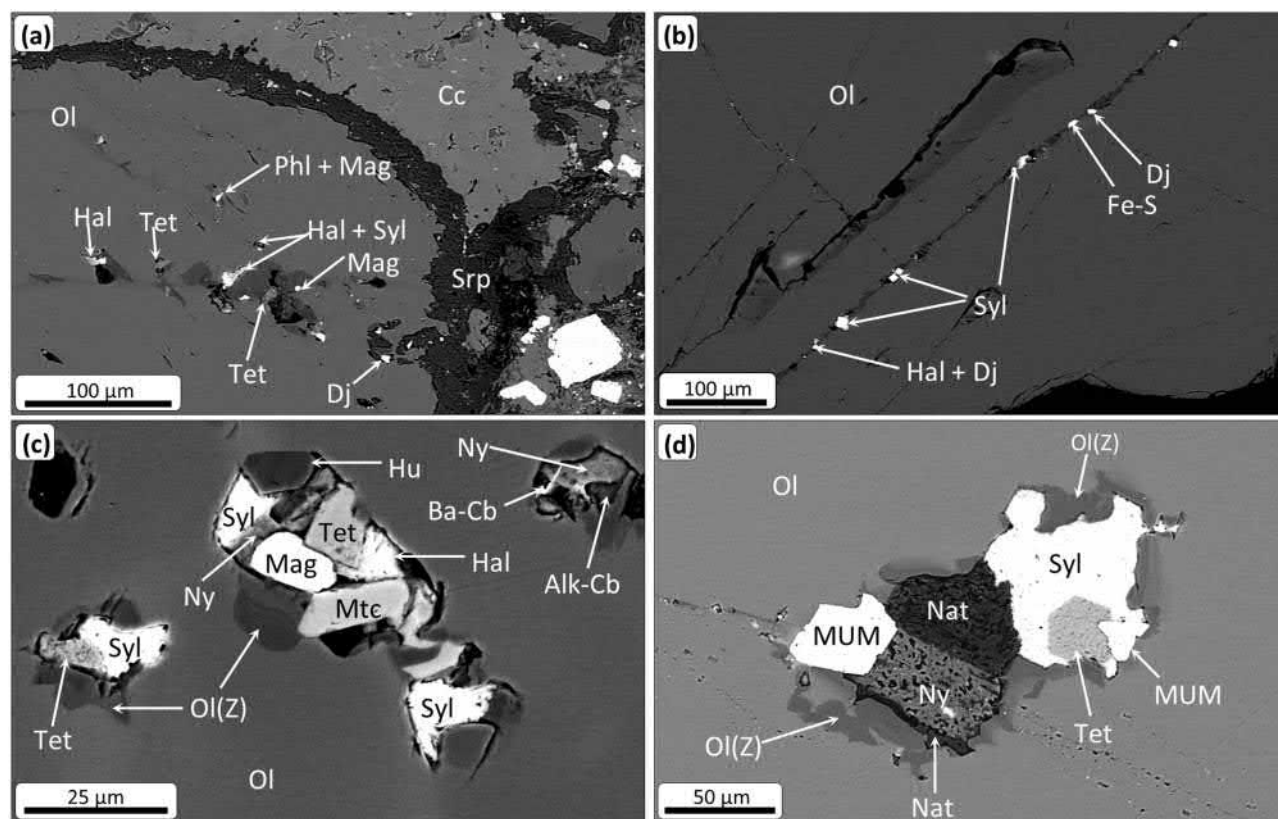 (a)
Ol
Cc
Phl + Mag
Hal
Tet
Hal + Syl
Mag
Srp
Tet
Dj
100 µm
(b)
Ol
Dj
Fe-S
Syl
Hal + Dj
100 µm
(c)
Hu
Ny
Syl
Ba-Cb
Tet
Mag
Hal
Ny
Alk-Cb
Mtc
Syl
Ol(Z)
Syl
Tet
Ol
25 µm
(d)
Ol(Z)
Ol
Syl
Nat
MUM
Ny
MUM
Ol(Z)
Tet
Nat
50 µm